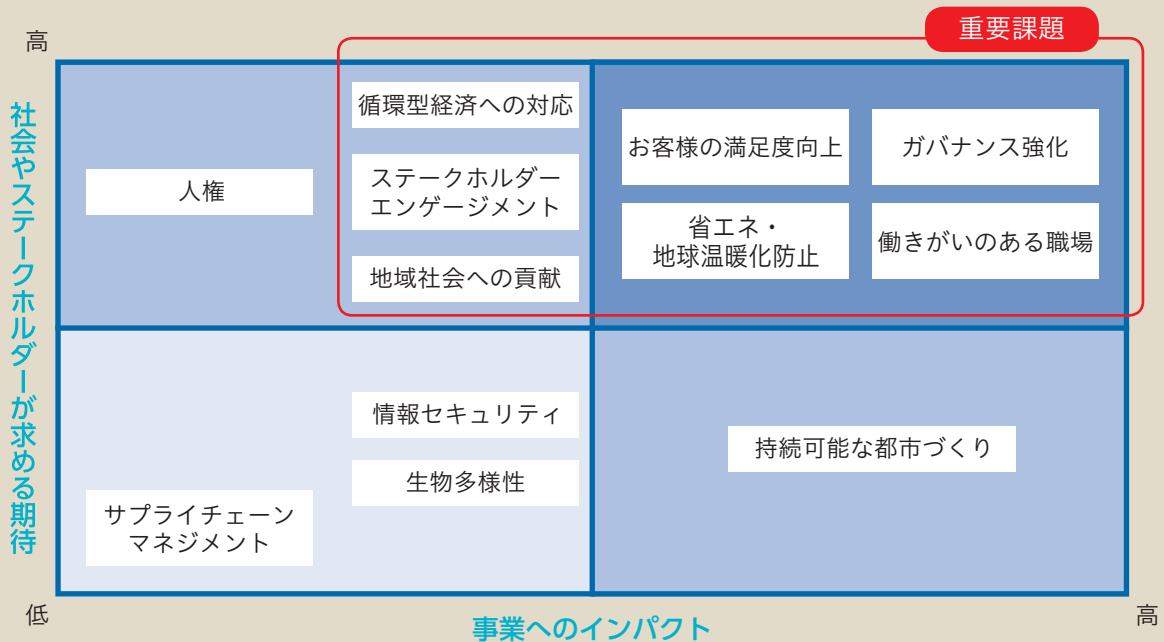 重要課題
高
社会やステークホルダーが求める期待
循環型経済への対応
人権
ステークホルダー
エンゲージメント
地域社会への貢献
お客様の満足度向上
ガバナンス強化
省エネ・
地球温暖化防止
働きがいのある職場
情報セキュリティ
生物多様性
サプライチェーン
マネジメント
持続可能な都市づくり
低
事業へのインパクト
高